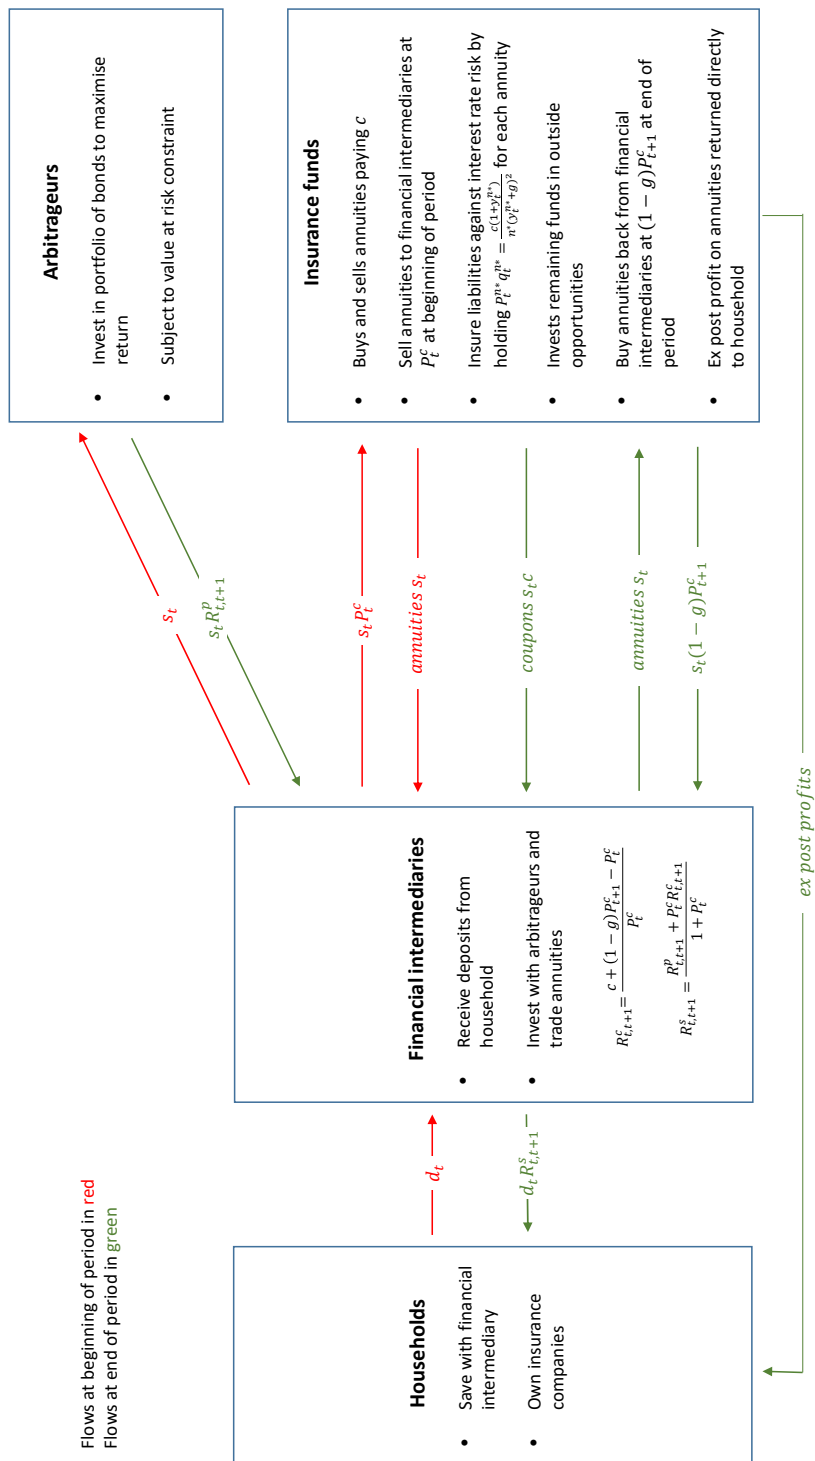 Flows at beginning of period in red
Flows at end of period in green
Households
• Save with financial
intermediary
• Own insurance
companies
d_t
d_t R^s_{t,t+1}
Financial intermediaries
• Receive deposits from
household
• Invest with arbitrageurs and
trade annuities
R^c_{t,t+1} = \frac{c + (1 − g)P^c_{t+1} − P^c_t}{P^c_t}
R^s_{t,t+1} = \frac{R^p_{t,t+1} + P^c_t R^c_{t,t+1}}{1 + P^c_t}
s_t
s_t R^p_{t,t+1}
s_t P^c_t
annuities s_t
coupons s_t c
annuities s_t
s_t(1 − g)P^c_{t+1}
ex post profits
Arbitrageurs
• Invest in portfolio of bonds to maximise
return
• Subject to value at risk constraint
Insurance funds
• Buys and sells annuities paying c
• Sell annuities to financial intermediaries at
P^c_t at beginning of period
• Insure liabilities against interest rate risk by
holding P^{n*}_t q^{n*}_t = \frac{c(1+y^{n*}_t)}{n^*(y^{n*}_t+g)^2} for each annuity
• Invests remaining funds in outside
opportunities
• Buy annuities back from financial
intermediaries at (1 − g)P^c_{t+1} at end of
period
• Ex post profit on annuities returned directly
to household